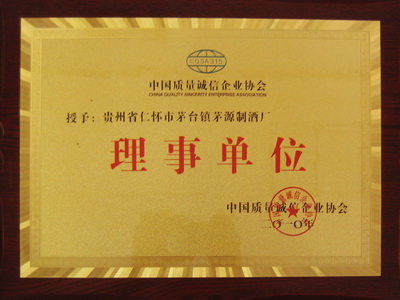 CQSA315
中国质量诚信企业协会
CHINA QUALITY SINCERITY ENTERPRISE ASSOCIATION
授予：贵州省仁怀市茅台镇茅源制酒厂
理事单位
中国质量诚信企业协会
二〇一〇年